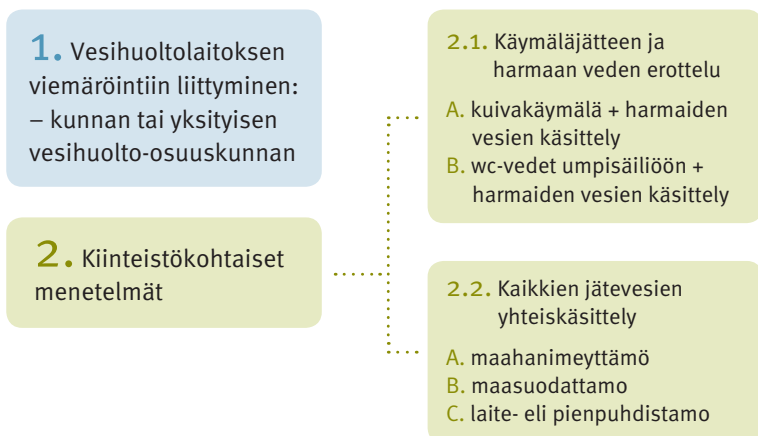 1. Vesihuoltolaitoksen
viemäröintiin liittyminen:
– kunnan tai yksityisen
vesihuolto-osuuskunnan
2. Kiinteistökohtaiset
menetelmät
2.1. Käymäläjätteen ja
harmaan veden erottelu
A. kuivakäymälä + harmaiden
vesien käsittely
B. wc-vedet umpisäiliöön +
harmaiden vesien käsittely
2.2. Kaikkien jätevesien
yhteiskäsittely
A. maahanimeyttämö
B. maasuodattamo
C. laite- eli pienpuhdistamo